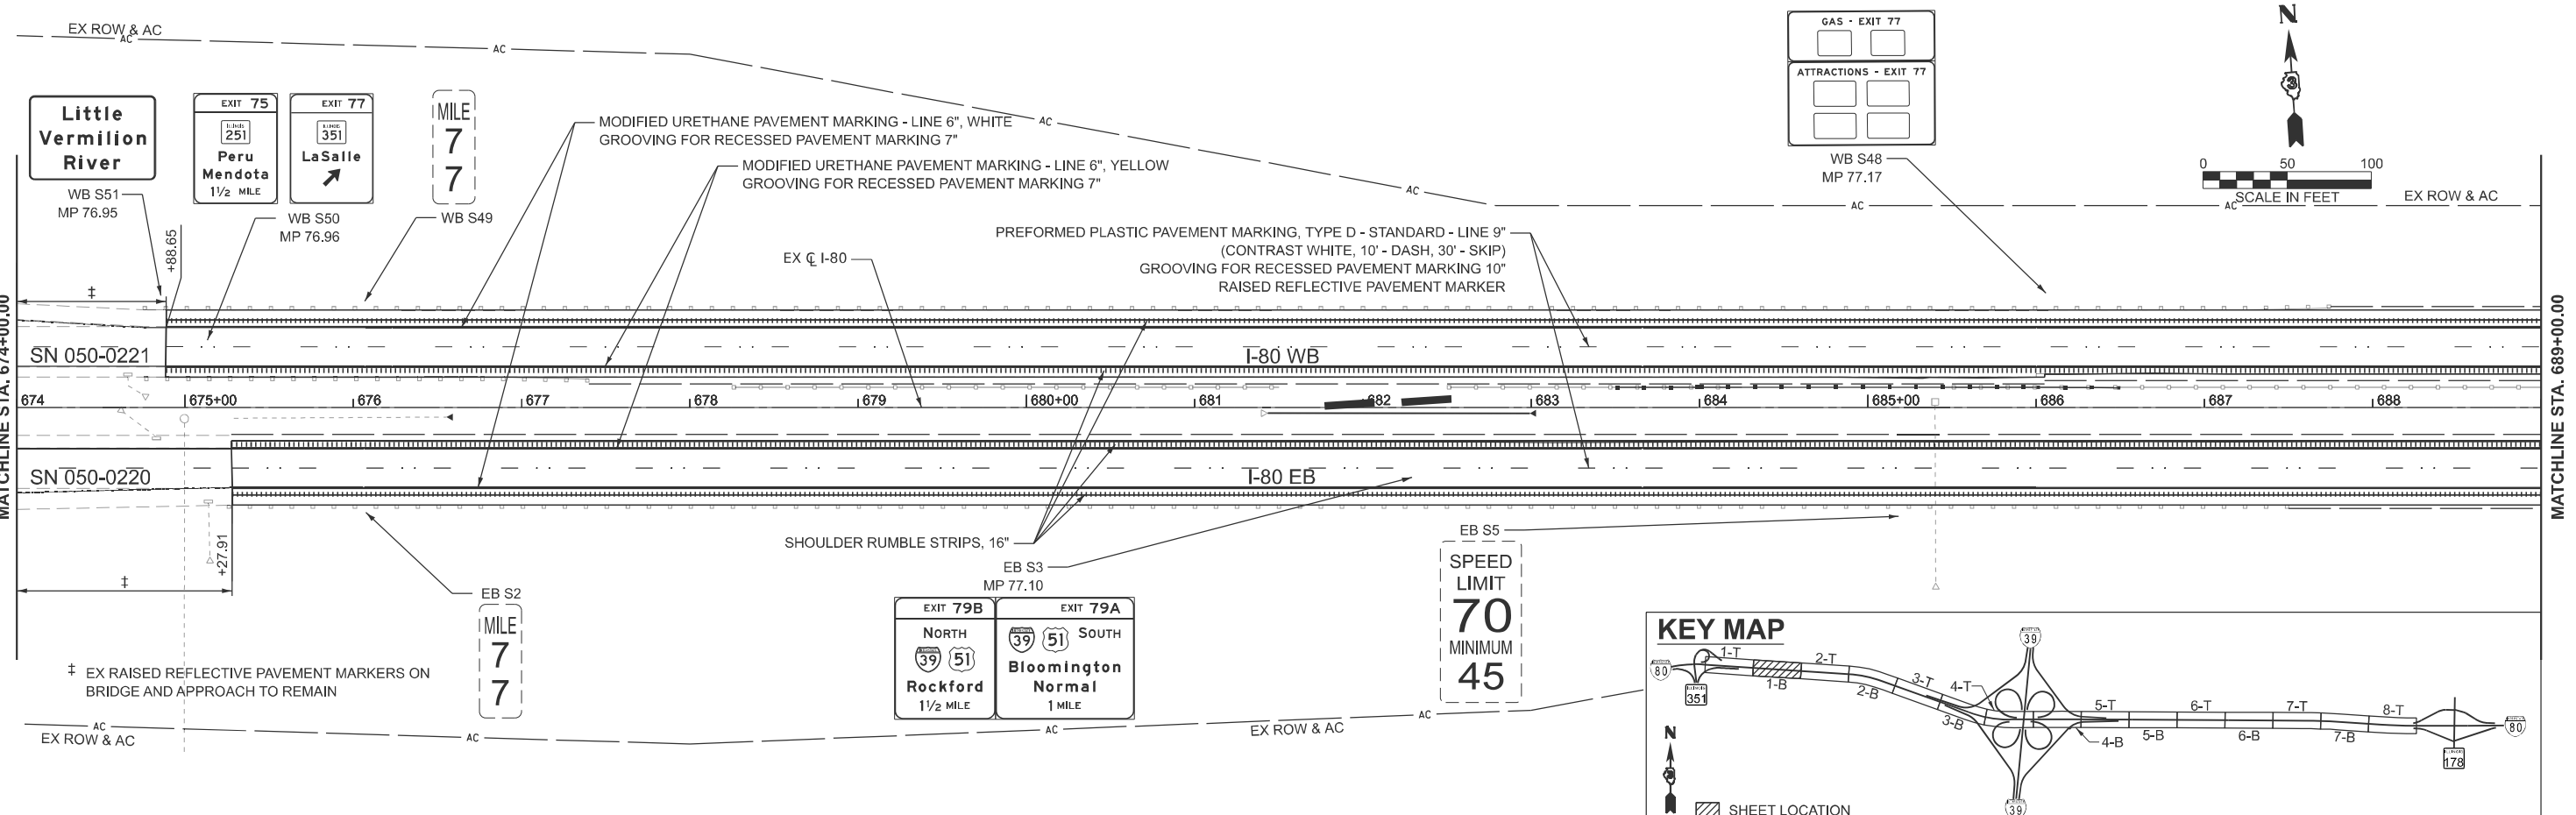 EX ROW & AC
AC
AC
AC
AC
AC
AC
EX ROW & AC
Little
Vermilion
River
WB S51
MP 76.95
EXIT 75
ILLINOIS
251
Peru
Mendota
1 1/2 MILE
EXIT 77
ILLINOIS
351
LaSalle
WB S50
MP 76.96
MILE
7
7
WB S49
MODIFIED URETHANE PAVEMENT MARKING - LINE 6", WHITE
GROOVING FOR RECESSED PAVEMENT MARKING 7"
MODIFIED URETHANE PAVEMENT MARKING - LINE 6", YELLOW
GROOVING FOR RECESSED PAVEMENT MARKING 7"
EX ℄ I-80
PREFORMED PLASTIC PAVEMENT MARKING, TYPE D - STANDARD - LINE 9"
(CONTRAST WHITE, 10' - DASH, 30' - SKIP)
GROOVING FOR RECESSED PAVEMENT MARKING 10"
RAISED REFLECTIVE PAVEMENT MARKER
GAS - EXIT 77
ATTRACTIONS - EXIT 77
WB S48
MP 77.17
N
3
0 50 100
SCALE IN FEET
+88.65
‡
MATCHLINE STA. 674+00.00
MATCHLINE STA. 689+00.00
SN 050-0221
I-80 WB
674 675+00 676 677 678 679 680+00 681 682 683 684 685+00 686 687 688
SN 050-0220
I-80 EB
+27.91
‡
SHOULDER RUMBLE STRIPS, 16"
EB S2
MILE
7
7
EB S3
MP 77.10
EXIT 79B
NORTH
39 51
Rockford
1 1/2 MILE
EXIT 79A
39 51 SOUTH
Bloomington
Normal
1 MILE
EB S5
SPEED
LIMIT
70
MINIMUM
45
‡ EX RAISED REFLECTIVE PAVEMENT MARKERS ON
BRIDGE AND APPROACH TO REMAIN
AC
EX ROW & AC
AC
AC
EX ROW & AC
AC
KEY MAP
80
1-T
351
1-B
2-T
2-B
3-T
3-B
4-T
39
39
4-B
5-T
5-B
6-T
6-B
7-T
7-B
8-T
80
178
N
SHEET LOCATION